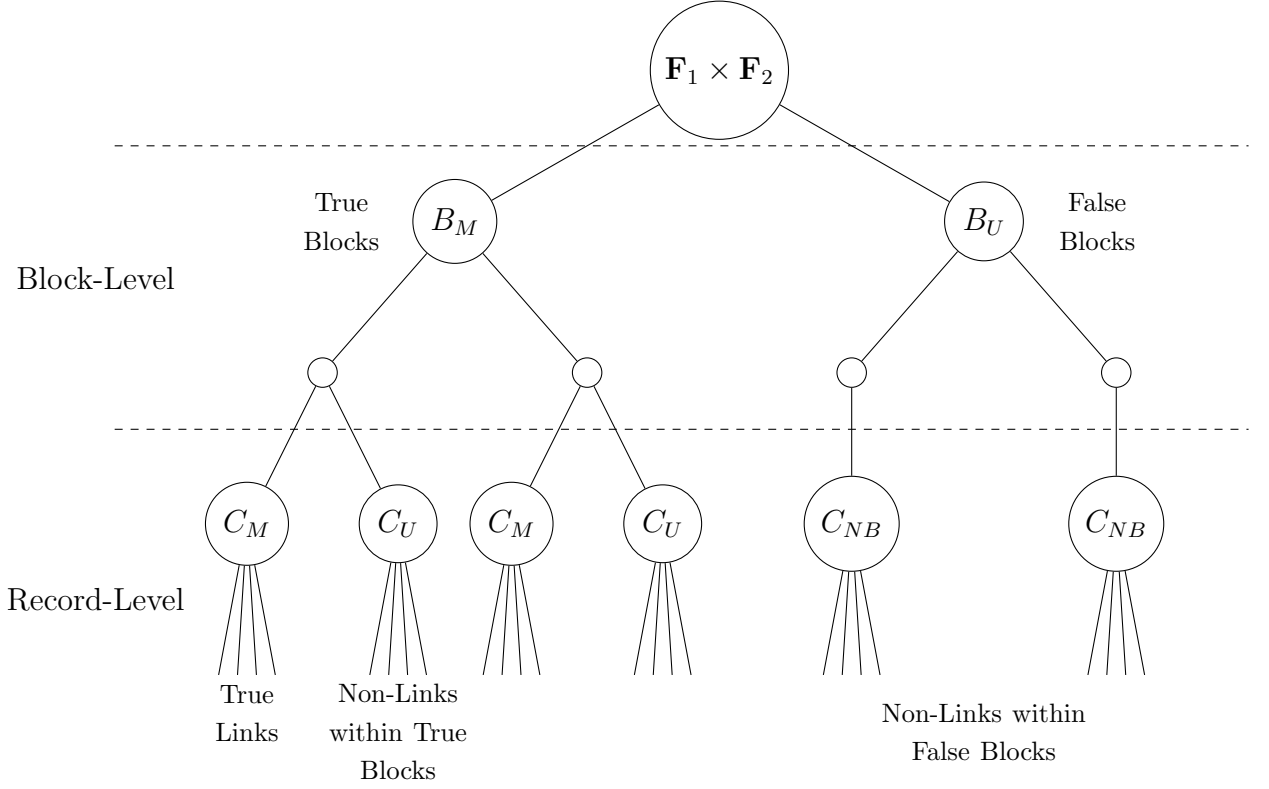 F₁ × F₂
True
Blocks
B_M
B_U
False
Blocks
Block-Level
C_M
C_U
C_M
C_U
C_NB
C_NB
Record-Level
True
Links
Non-Links
within True
Blocks
Non-Links within
False Blocks